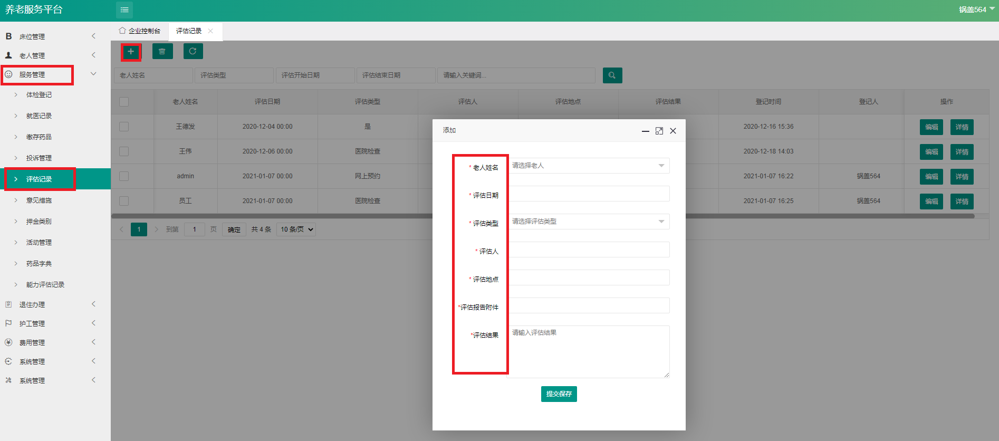 养老服务平台
锅盖564
床位管理
老人管理
服务管理
体检登记
就医记录
缴存药品
投诉管理
评估记录
意见措施
押金类别
活动管理
药品字典
能力评估记录
退住办理
护工管理
费用管理
系统管理
系统管理
企业控制台 评估记录
老人姓名 评估类型 评估开始日期 评估结束日期 请输入关键词...
老人姓名 评估日期 评估类型 评估人 评估地点 评估结果 登记时间 登记人 操作
王德发 2020-12-04 00:00 是 2020-12-16 15:36 编辑 详情
王伟 2020-12-06 00:00 医院检查 2020-12-18 14:03 编辑 详情
admin 2021-01-07 00:00 网上预约 2021-01-07 16:22 锅盖564 编辑 详情
员工 2021-01-07 00:00 医院检查 2021-01-07 16:25 锅盖564 编辑 详情
1 到第 1 页 确定 共 4 条 10 条/页
添加
* 老人姓名 请选择老人
* 评估日期
* 评估类型 请选择评估类型
* 评估人
* 评估地点
*评估报告附件
*评估结果 请输入评估结果
提交保存